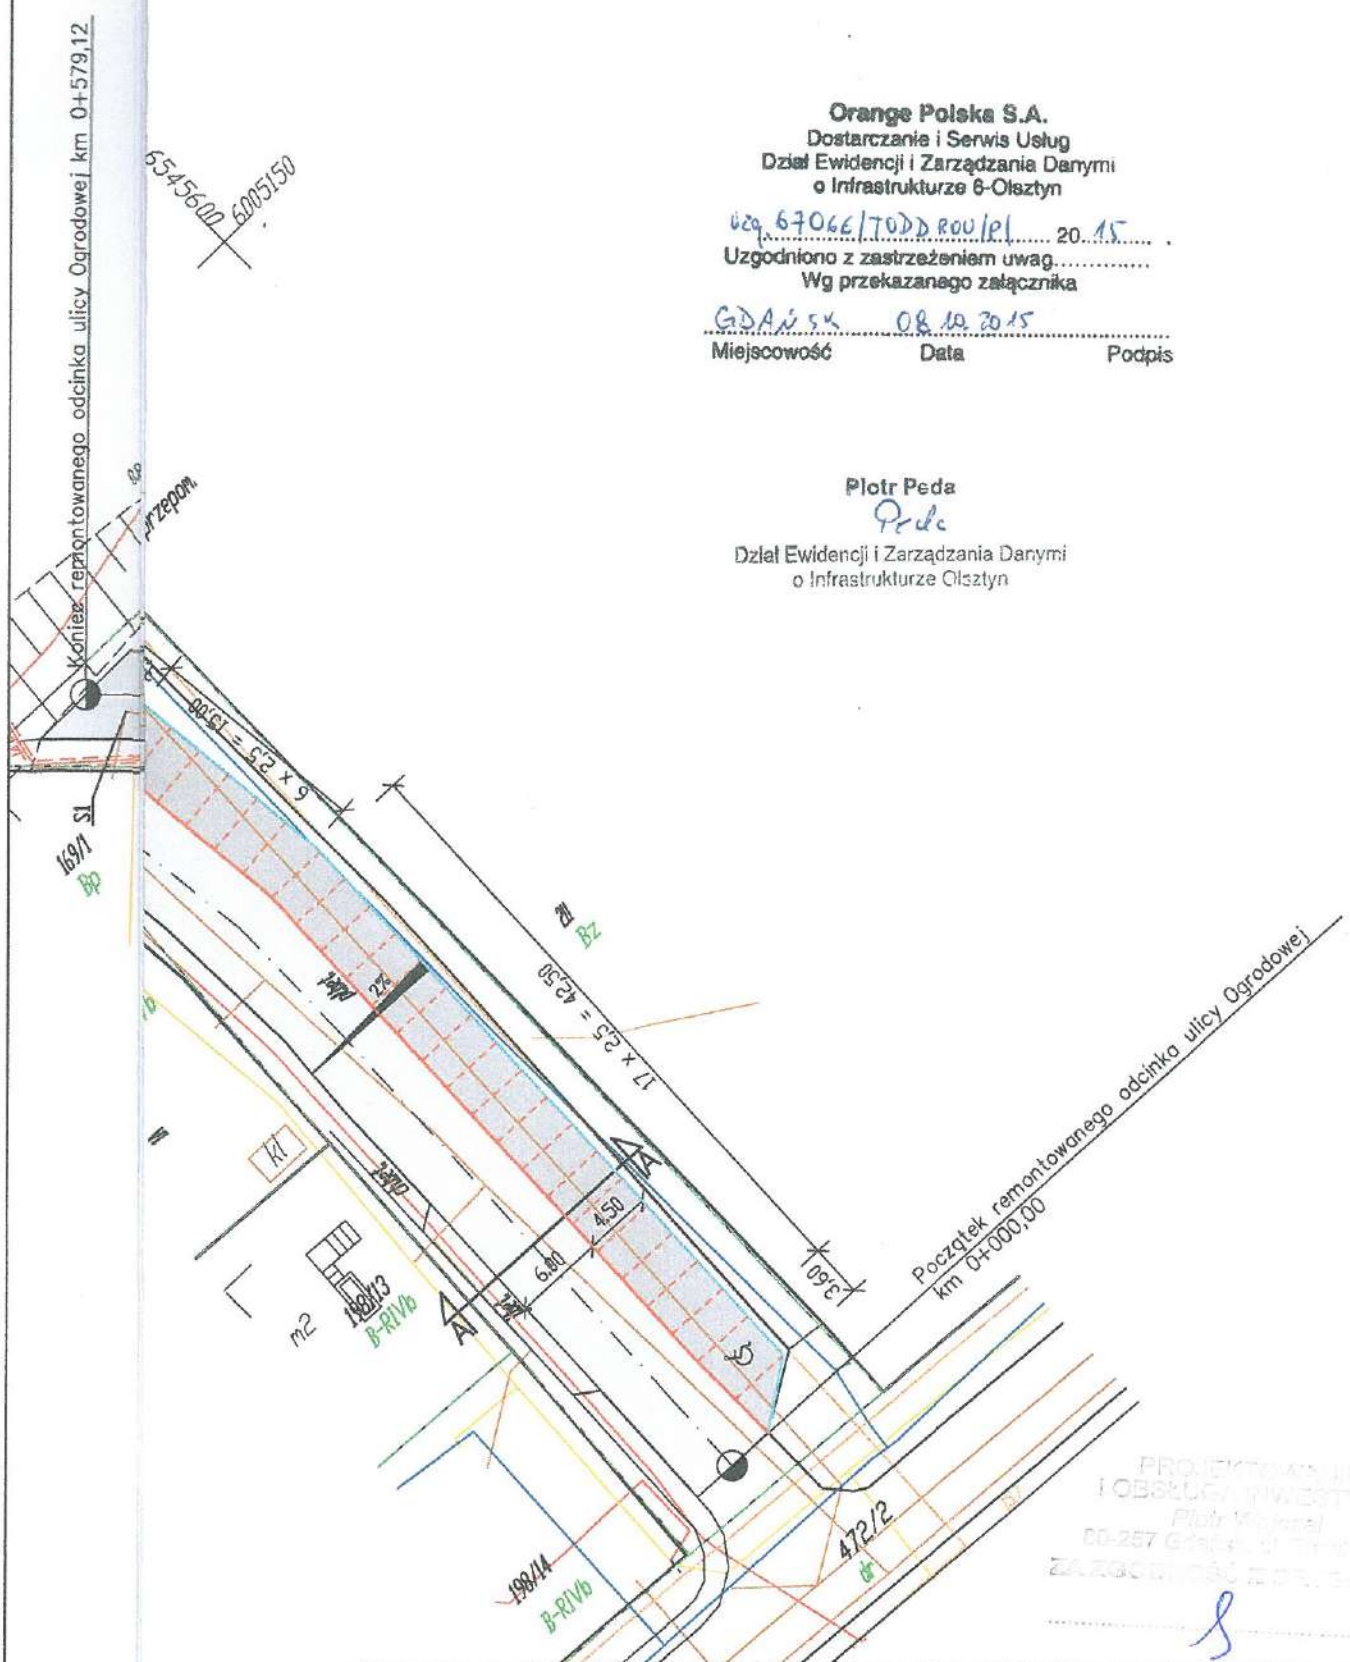 Koniec remontowanego odcinka ulicy Ogrodowej km 0+579,12
6545600
6005150
Orange Polska S.A.
Dostarczanie i Serwis Usług
Dział Ewidencji i Zarządzania Danymi
o Infrastrukturze 6-Olsztyn
20 15
Uzgodniono z zastrzeżeniem uwag
Wg przekazanego załącznika
GDAŃSK 08.10.2015
Miejscowość Data Podpis
Piotr Peda
Dział Ewidencji i Zarządzania Danymi
o Infrastrukturze Olsztyn
przepom.
6 x 2,5 = 15,00
S1
169/1
Bp
Bz
17 x 2,5 = 42,50
2%
kl
m2
198/13
B-RIVb
A
A
4,50
6,00
3,60
Początek remontowanego odcinka ulicy Ogrodowej
km 0+000,00
472/2
dr
198/14
B-RIVb
I OBSŁUGA
Piotr
80-257